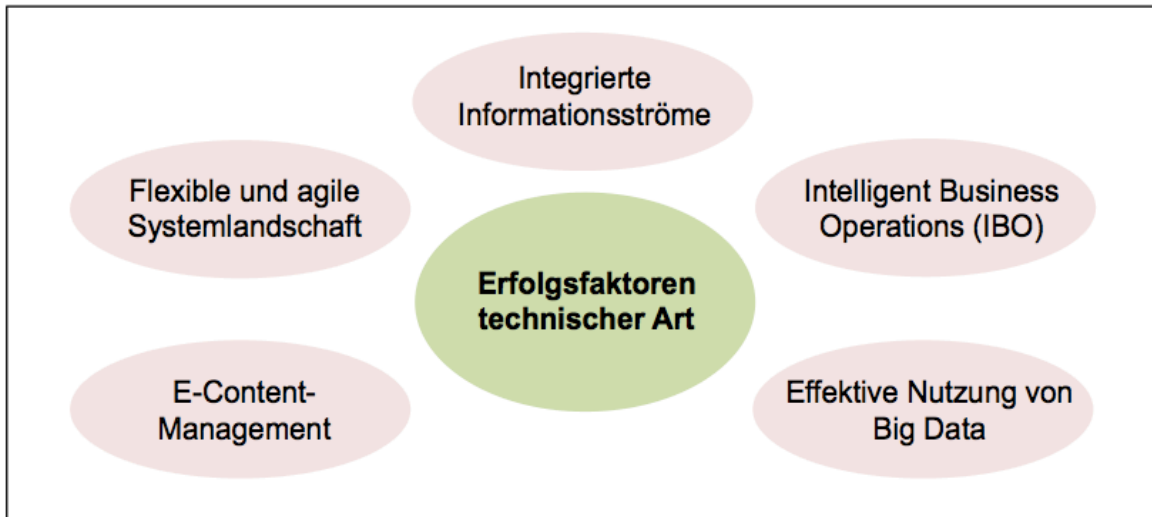 Integrierte
Informationsströme
Flexible und agile
Systemlandschaft
Intelligent Business
Operations (IBO)
Erfolgsfaktoren
technischer Art
E-Content-
Management
Effektive Nutzung von
Big Data